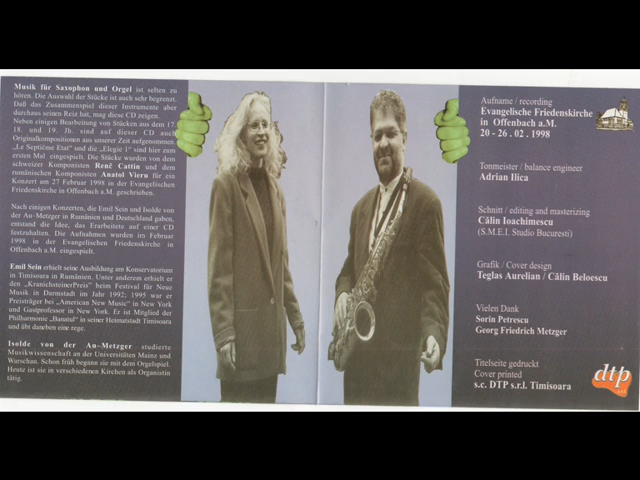 Musik für Saxophon und Orgel ist selten zu
hören. Die Auswahl der Stücke ist auch sehr begrenzt.
Daß das Zusammenspiel dieser Instrumente aber
durchaus seinen Reiz hat, mag diese CD zeigen.
Neben einigen Bearbeitung von Stücken aus dem 17.
18. und 19. Jh. sind auf dieser CD auch
Originalkompositionen aus unserer Zeit aufgenommen:
„Le Septième Etat" und die „Elegie 1" sind hier zum
ersten Mal eingespielt. Die Stücke wurden von dem
schweizer Komponisten René Cattin und dem
rumänischen Komponisten Anatol Vieru für ein
Konzert am 27 Februar 1998 in der Evangelischen
Friedenskirche in Offenbach a.M. geschrieben.
Nach einigen Konzerten, die Emil Sein und Isolde von
der Au-Metzger in Rumänien und Deutschland gaben,
entstand die Idee, das Erarbeitete auf einer CD
festzuhalten. Die Aufnahmen wurden im Februar
1998 in der Evangelischen Friedenskirche in
Offenbach a.M. eingespielt.
Emil Sein erhielt seine Ausbildung am Konservatorium
in Timisoara in Rumänien. Unter anderem erhielt er
den „KranichsteinerPreis" beim Festival für Neue
Musik in Darmstadt im Jahr 1992; 1995 war er
Preisträger bei „American New Music" in New York
und Gastprofessor in New York. Er ist Mitglied der
Philharmonie „Banatul" in seiner Heimatstadt Timisoara
und übt daneben eine rege.
Isolde von der Au-Metzger studierte
Musikwissenschaft an der Universitäten Mainz und
Warschau. Schon früh begann sie mit dem Orgelspiel.
Heute ist sie in verschiedenen Kirchen als Organistin
tätig.
Aufname / recording
Evangelische Friedenskirche
in Offenbach a.M.
20 - 26 . 02 . 1998
Tonmeister / balance engineer
Adrian Ilica
Schnitt / editing and masterizing
Călin Ioachimescu
(S.M.E.I. Studio Bucuresti)
Grafik / Cover design
Teglas Aurelian / Călin Beloescu
Vielen Dank
Sorin Petrescu
Georg Friedrich Metzger
Titelseite gedruckt
Cover printed
s.c. DTP s.r.l. Timisoara
dtp